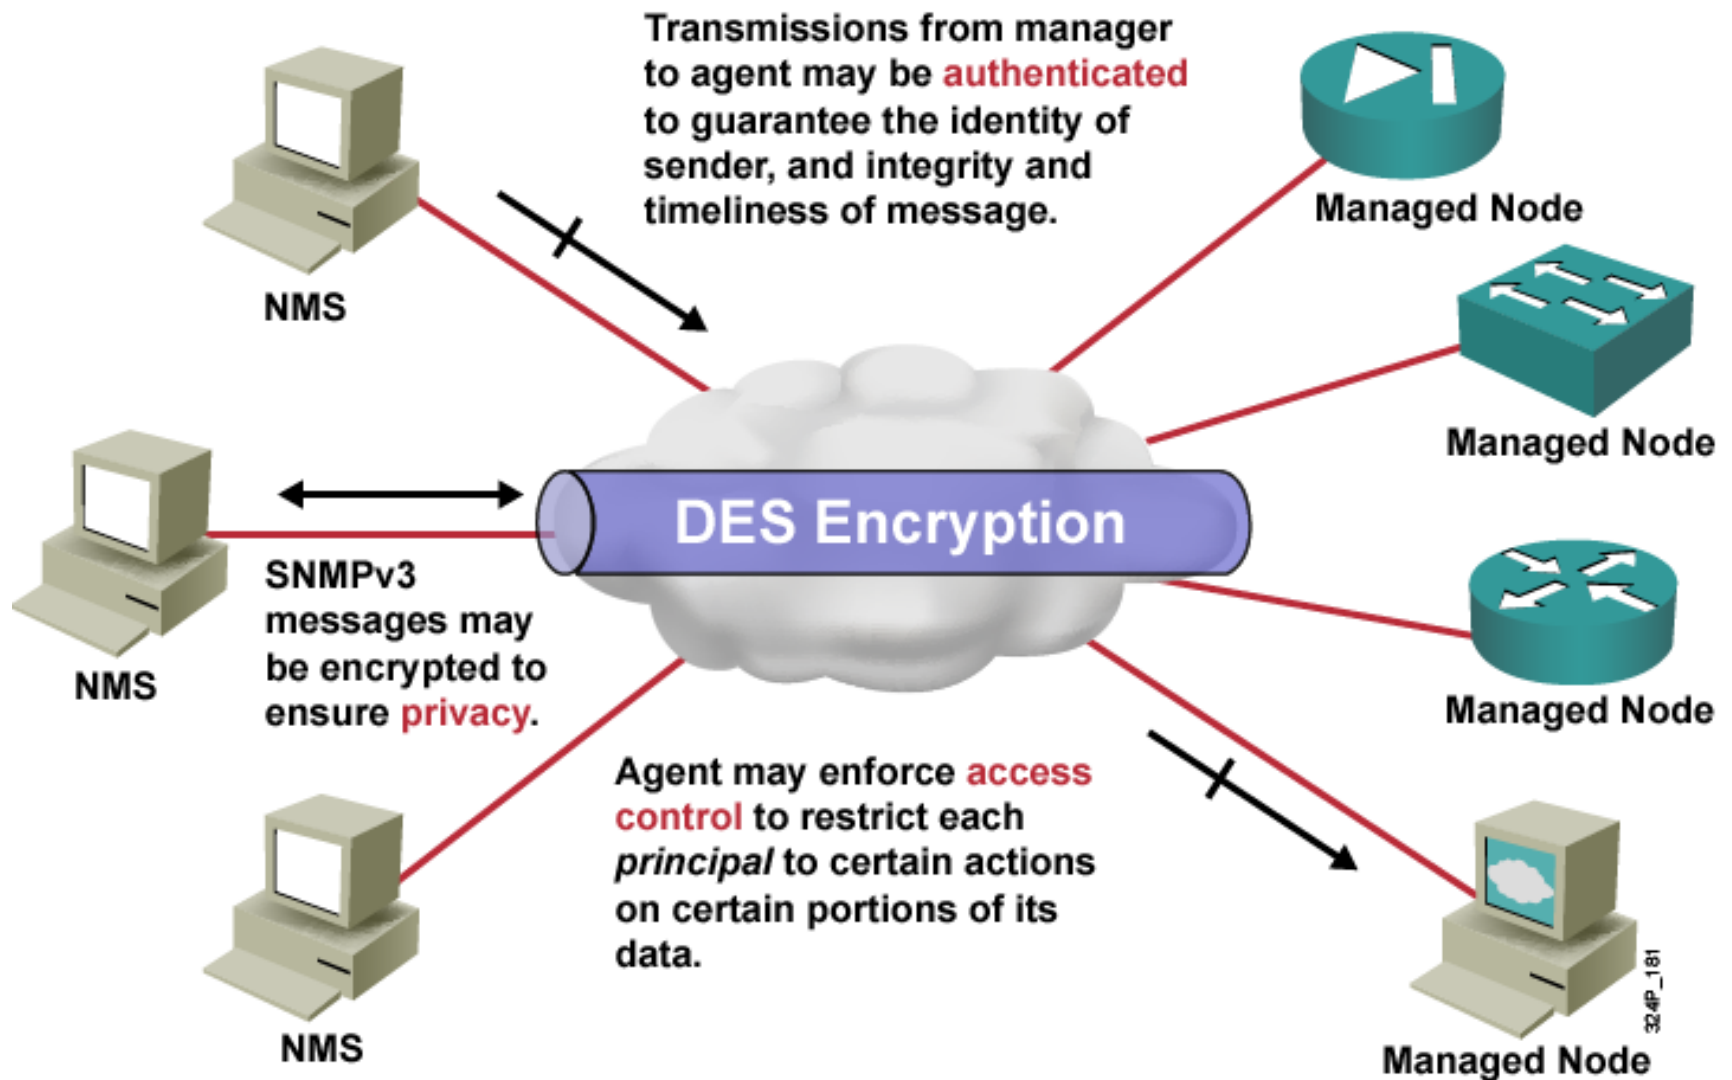 Transmissions from manager
to agent may be authenticated
to guarantee the identity of
sender, and integrity and
timeliness of message.
NMS
Managed Node
Managed Node
DES Encryption
SNMPv3
messages may
be encrypted to
ensure privacy.
NMS
Managed Node
Agent may enforce access
control to restrict each
principal to certain actions
on certain portions of its
data.
NMS
Managed Node
324P_181